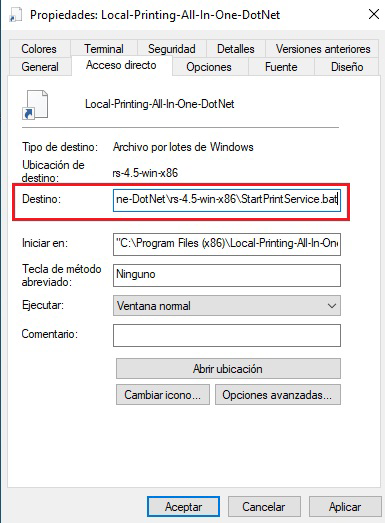 Propiedades: Local-Printing-All-In-One-DotNet
Colores Terminal Seguridad Detalles Versiones anteriores
General Acceso directo Opciones Fuente Diseño
Local-Printing-All-In-One-DotNet
Tipo de destino: Archivo por lotes de Windows
Ubicación de destino: rs-4.5-win-x86
Destino: ne-DotNet\rs-4.5-win-x86\StartPrintService.bat
Iniciar en: "C:\Program Files (x86)\Local-Printing-All-In-One
Tecla de método abreviado: Ninguno
Ejecutar: Ventana normal
Comentario:
Abrir ubicación
Cambiar icono... Opciones avanzadas...
Aceptar Cancelar Aplicar